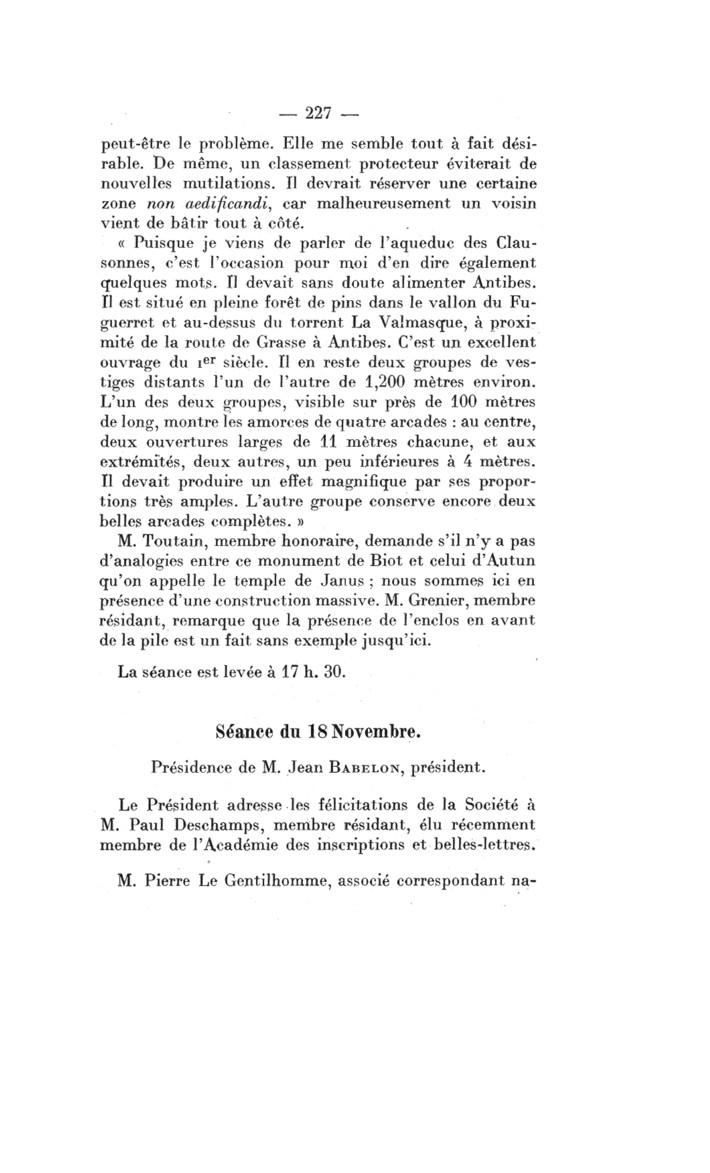 — 227 —
peut-être le problème. Elle me semble tout à fait dési-
rable. De même, un classement protecteur éviterait de
nouvelles mutilations. Il devrait réserver une certaine
zone non aedificandi, car malheureusement un voisin
vient de bâtir tout à côté.
« Puisque je viens de parler de l'aqueduc des Clau-
sonnes, c'est l'occasion pour moi d'en dire également
quelques mots. Il devait sans doute alimenter Antibes.
Il est situé en pleine forêt de pins dans le vallon du Fu-
guerret et au-dessus du torrent La Valmasque, à proxi-
mité de la route de Grasse à Antibes. C'est un excellent
ouvrage du Ier siècle. Il en reste deux groupes de ves-
tiges distants l'un de l'autre de 1,200 mètres environ.
L'un des deux groupes, visible sur près de 100 mètres
de long, montre les amorces de quatre arcades : au centre,
deux ouvertures larges de 11 mètres chacune, et aux
extrémités, deux autres, un peu inférieures à 4 mètres.
Il devait produire un effet magnifique par ses propor-
tions très amples. L'autre groupe conserve encore deux
belles arcades complètes. »
M. Toutain, membre honoraire, demande s'il n'y a pas
d'analogies entre ce monument de Biot et celui d'Autun
qu'on appelle le temple de Janus ; nous sommes ici en
présence d'une construction massive. M. Grenier, membre
résidant, remarque que la présence de l'enclos en avant
de la pile est un fait sans exemple jusqu'ici.
La séance est levée à 17 h. 30.
Séance du 18 Novembre.
Présidence de M. Jean BABELON, président.
Le Président adresse les félicitations de la Société à
M. Paul Deschamps, membre résidant, élu récemment
membre de l'Académie des inscriptions et belles-lettres.
M. Pierre Le Gentilhomme, associé correspondant na-